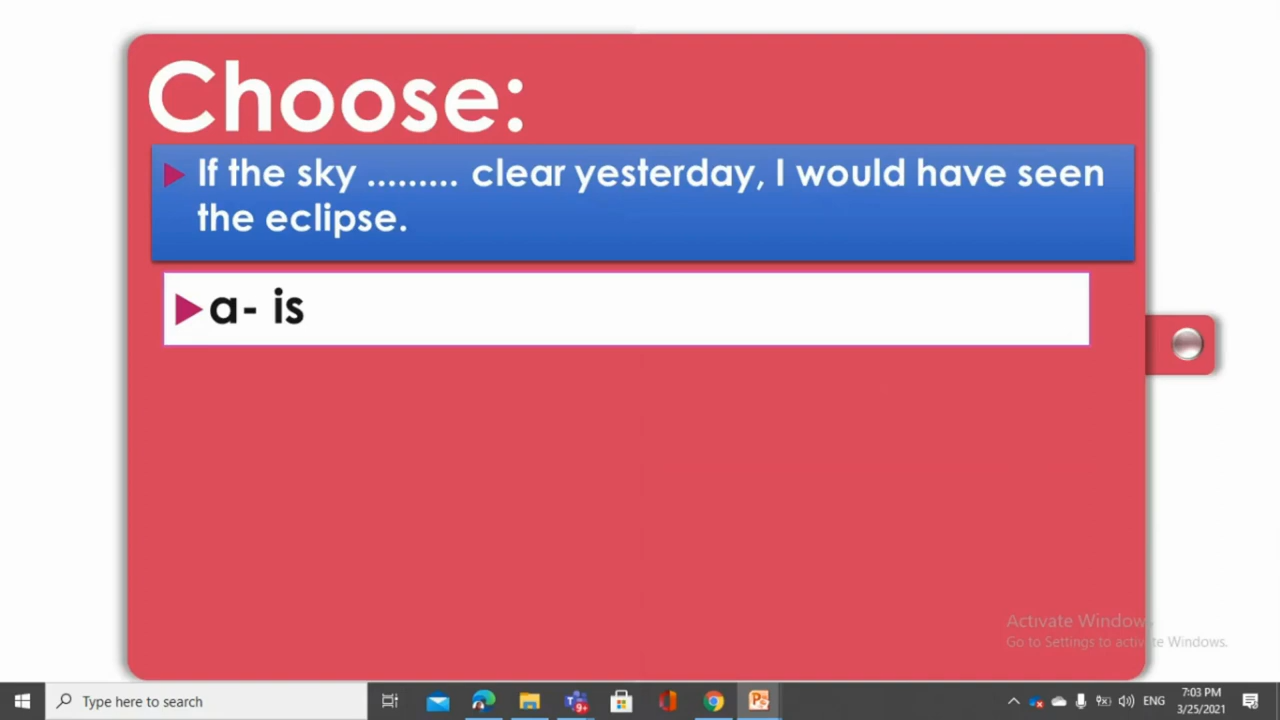 Choose:
If the sky ......... clear yesterday, I would have seen
the eclipse.
a- is
Activate Windows
Go to Settings to activate Windows.
Type here to search
9+
ENG
7:03 PM
3/25/2021